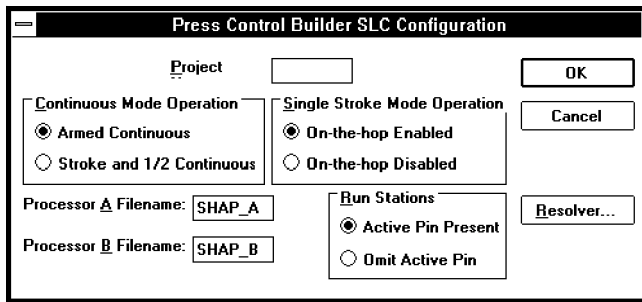 Press Control Builder SLC Configuration
Project
OK
Continuous Mode Operation
Armed Continuous
Stroke and 1/2 Continuous
Single Stroke Mode Operation
On-the-hop Enabled
On-the-hop Disabled
Cancel
Processor A Filename: SHAP_A
Processor B Filename: SHAP_B
Run Stations
Active Pin Present
Omit Active Pin
Resolver...